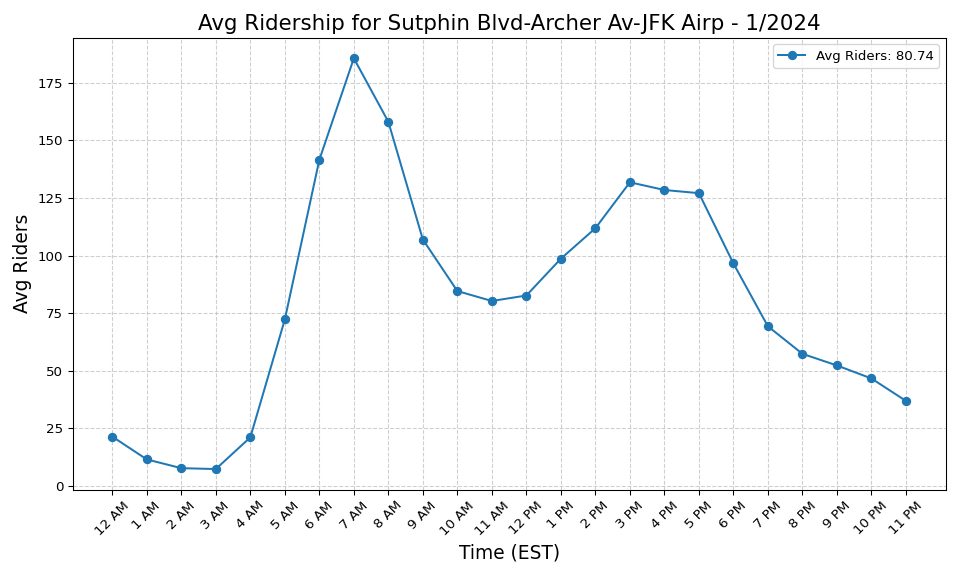 Avg Ridership for Sutphin Blvd-Archer Av-JFK Airp - 1/2024
Avg Riders: 80.74
Avg Riders
175
150
125
100
75
50
25
0
12 AM
1 AM
2 AM
3 AM
4 AM
5 AM
6 AM
7 AM
8 AM
9 AM
10 AM
11 AM
12 PM
1 PM
2 PM
3 PM
4 PM
5 PM
6 PM
7 PM
8 PM
9 PM
10 PM
11 PM
Time (EST)